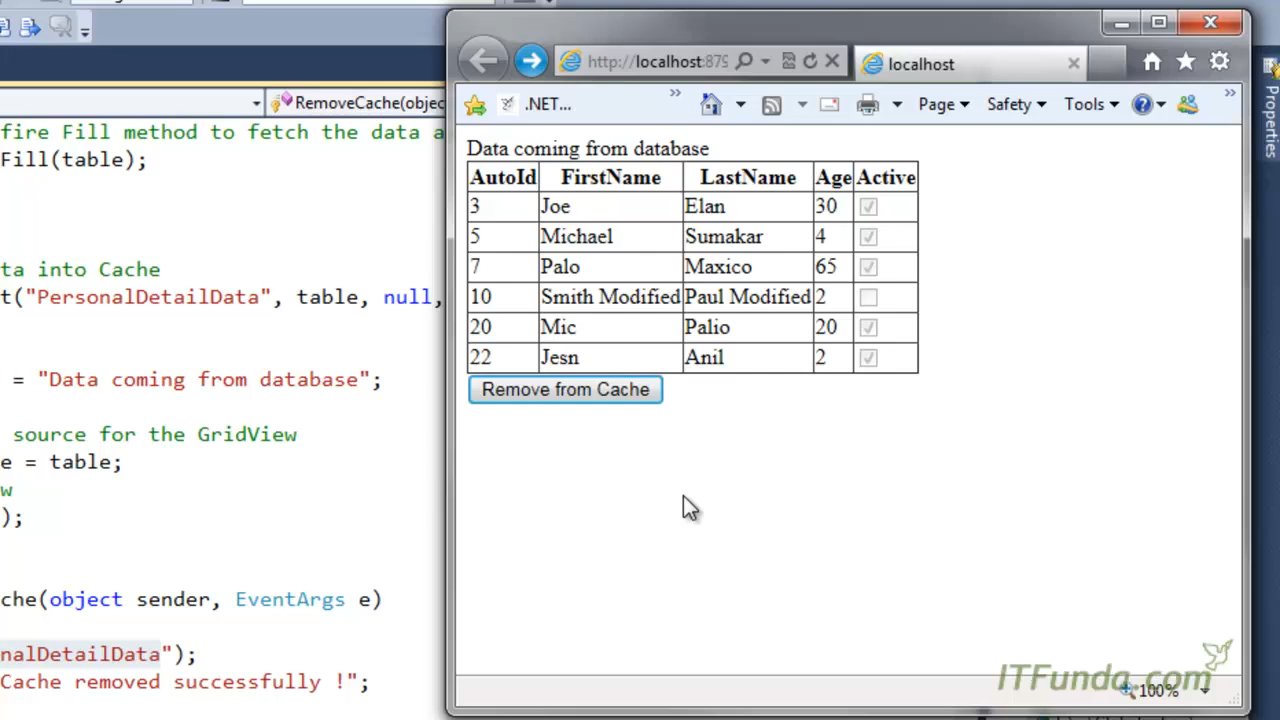 RemoveCache(objec
fire Fill method to fetch the data a
Fill(table);
ta into Cache
t("PersonalDetailData", table, null,
= "Data coming from database";
source for the GridView
e = table;
w
);
che(object sender, EventArgs e)
nalDetailData");
Cache removed successfully !";
http://localhost:879
localhost
.NET...
Page
Safety
Tools
Data coming from database
AutoId FirstName LastName Age Active
3 Joe Elan 30
5 Michael Sumakar 4
7 Palo Maxico 65
10 Smith Modified Paul Modified 2
20 Mic Palio 20
22 Jesn Anil 2
Remove from Cache
Properties
ITFunda.com
100%